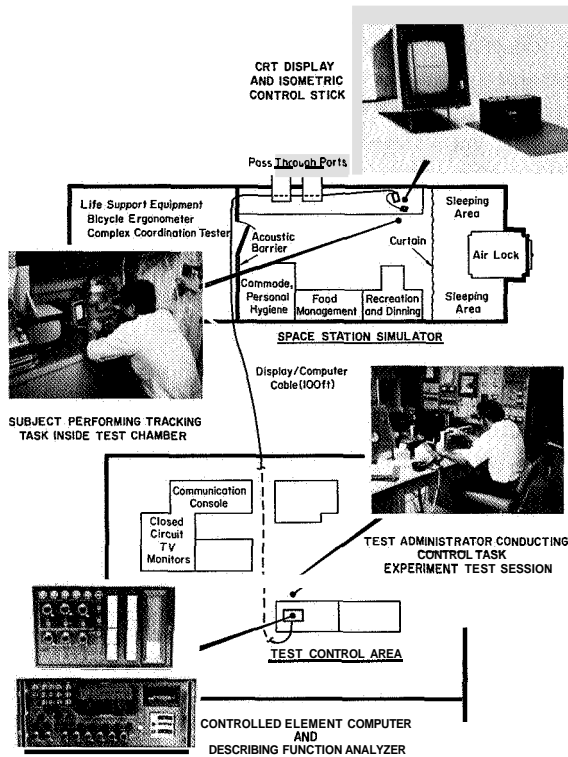 CRT DISPLAY
AND ISOMETRIC
CONTROL STICK
Pass Through Ports
Life Support Equipment
Bicycle Ergonometer
Complex Coordination Tester
Acoustic
Barrier
Curtain
Sleeping
Area
Air Lock
Commode,
Personal
Hygiene
Food
Management
Recreation
and Dinning
Sleeping
Area
SPACE STATION SIMULATOR
Display/Computer
Cable (100ft)
SUBJECT PERFORMING TRACKING
TASK INSIDE TEST CHAMBER
Communication
Console
Closed
Circuit
TV
Monitors
TEST ADMINISTRATOR CONDUCTING
CONTROL TASK
EXPERIMENT TEST SESSION
TEST CONTROL AREA
CONTROLLED ELEMENT COMPUTER
AND
DESCRIBING FUNCTION ANALYZER